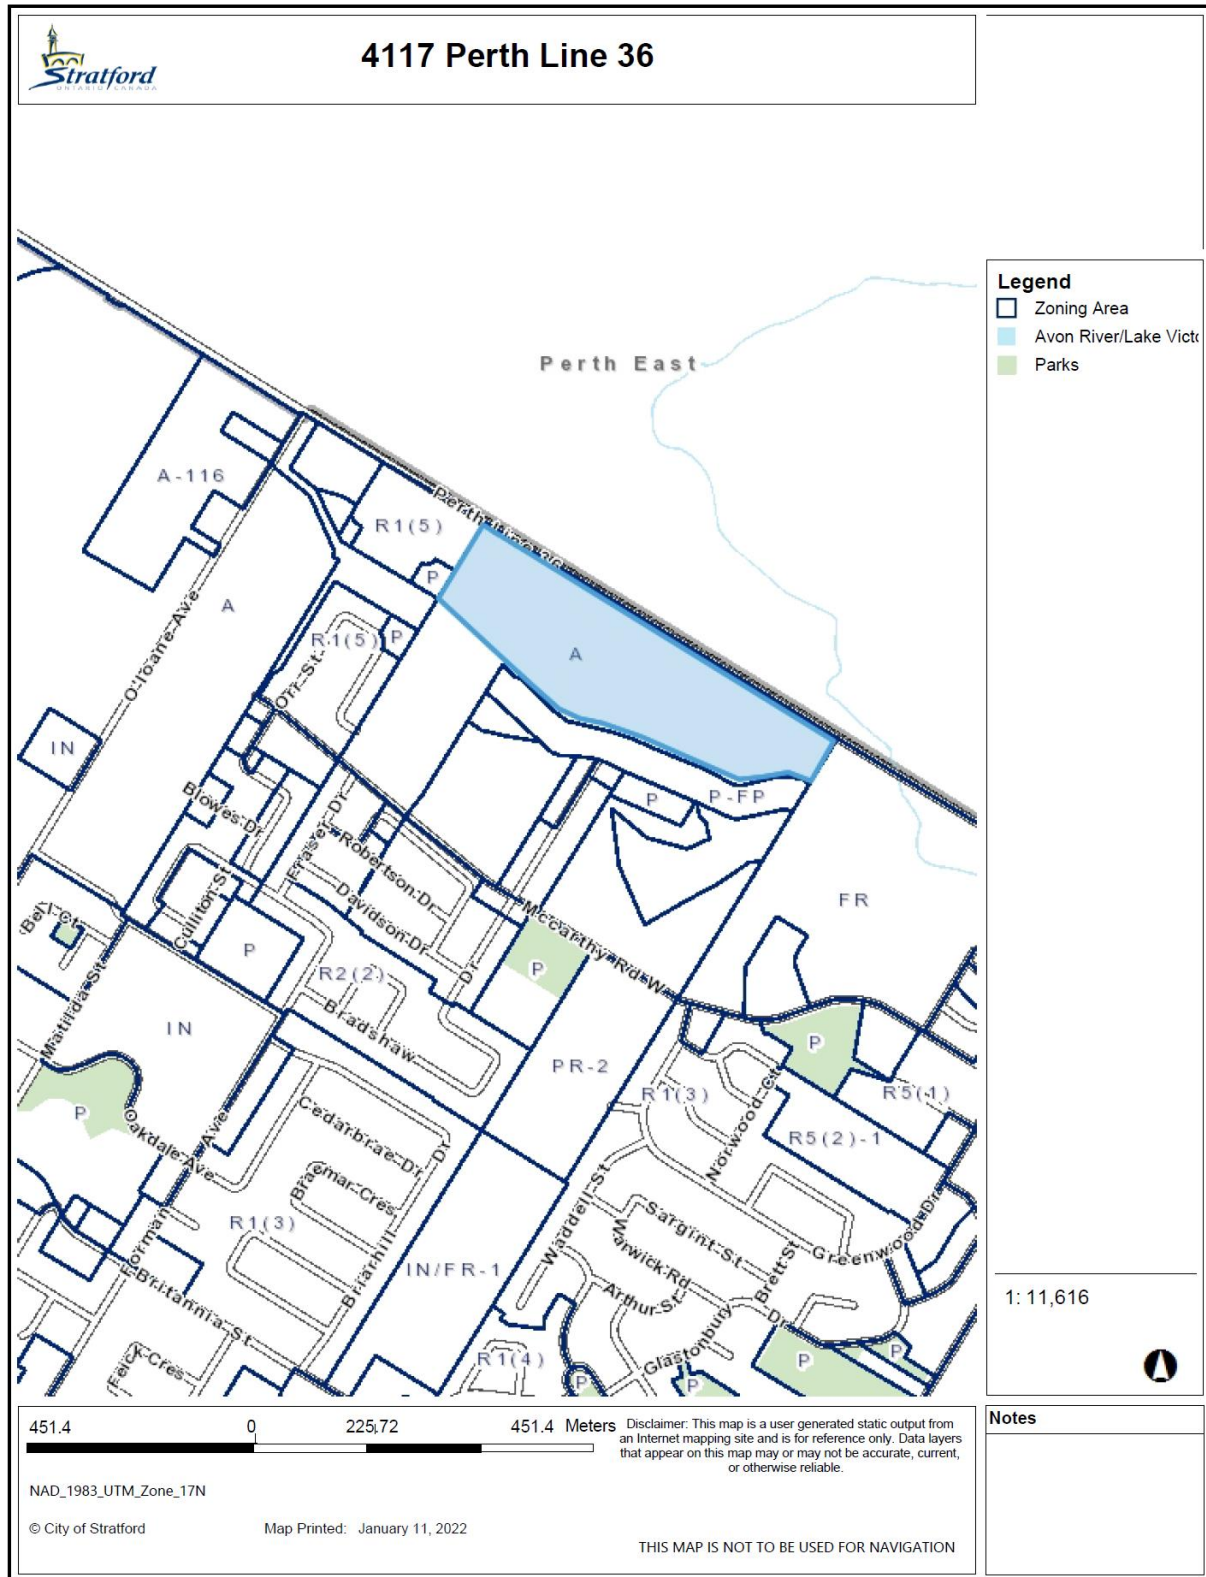 Stratford
ONTARIO CANADA
4117 Perth Line 36
Legend
Zoning Area
Avon River/Lake Victo
Parks
Perth East
A-116
R1(5)
Perth Line 36
P
A
R1(5)
P
A
O'loane Ave
Orr St
IN
Blowes Dr
Fraser Dr
Robertson Dr
P
P-FP
FR
Culliton St
Davidson Dr
Mccarthy Rd W
Dr
Bell Ct
P
R2(2)
P
Matilda St
IN
Bradshaw
P
PR-2
R1(3)
R5(1)
P
Oakdale Ave
Cedarbrae Dr
Norwood Ct
R5(2)-1
Braemar Cres
R1(3)
Waddell St
Sargint St
Warwick Rd
Brett St
Greenwood Dr
Forman Ave
Briarhill Dr
IN/FR-1
Arthur St
Britannia St
Glastonbury Dr
Feick Cres
R1(4)
P
P
P
P
1: 11,616
451.4 0 225.72 451.4 Meters
Disclaimer: This map is a user generated static output from
an Internet mapping site and is for reference only. Data layers
that appear on this map may or may not be accurate, current,
or otherwise reliable.
NAD_1983_UTM_Zone_17N
© City of Stratford
Map Printed: January 11, 2022
THIS MAP IS NOT TO BE USED FOR NAVIGATION
Notes